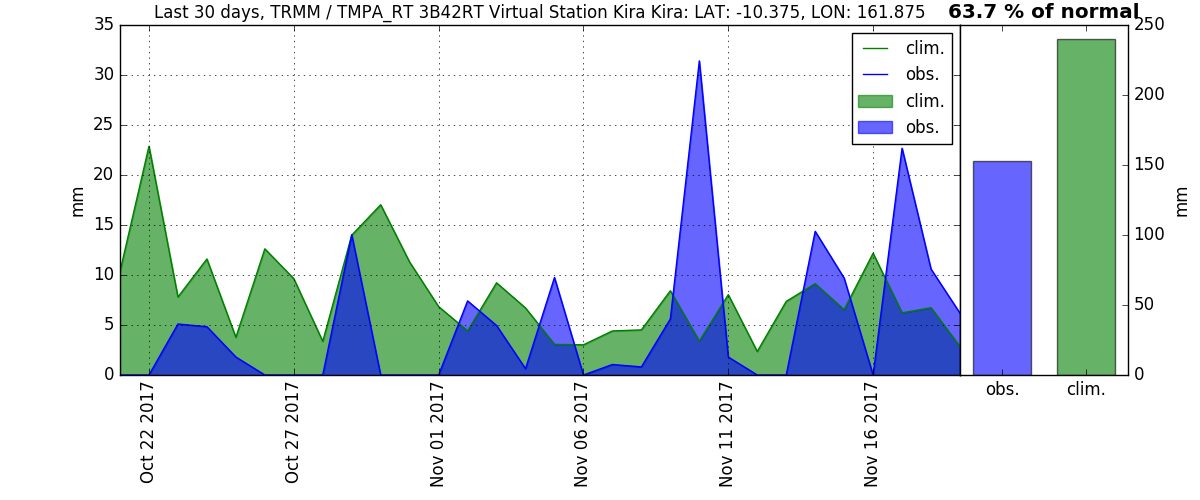 Last 30 days, TRMM / TMPA_RT 3B42RT Virtual Station Kira Kira: LAT: -10.375, LON: 161.875
63.7 % of normal
35
30
25
20
15
10
5
0
mm
clim.
obs.
clim.
obs.
Oct 22 2017
Oct 27 2017
Nov 01 2017
Nov 06 2017
Nov 11 2017
Nov 16 2017
250
200
150
100
50
0
mm
obs.
clim.